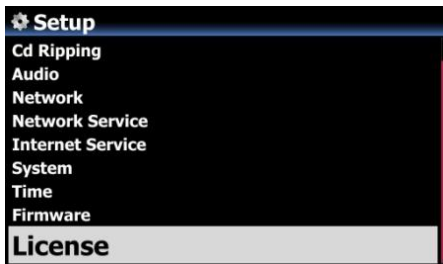 Setup
Cd Ripping
Audio
Network
Network Service
Internet Service
System
Time
Firmware
License